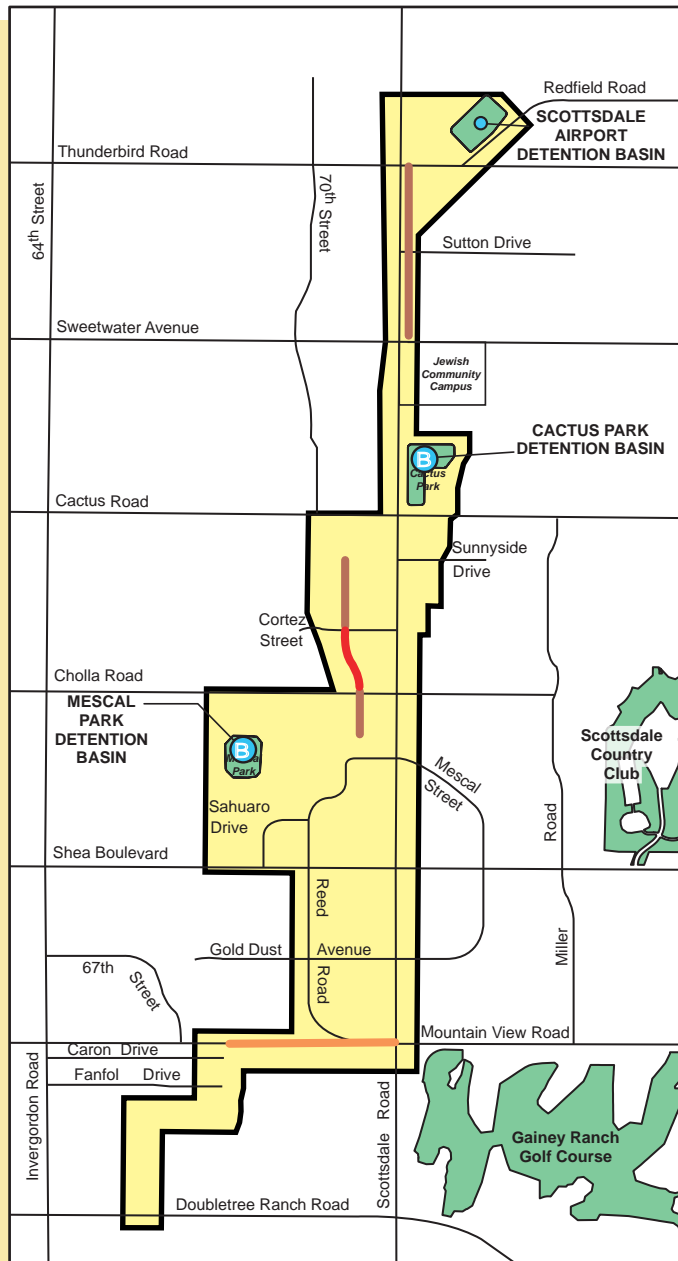 Redfield Road
SCOTTSDALE
AIRPORT
DETENTION BASIN
Thunderbird Road
64th Street
70th Street
Sutton Drive
Sweetwater Avenue
Jewish
Community
Campus
CACTUS PARK
DETENTION BASIN
B
Cactus
Park
Cactus Road
Sunnyside
Drive
Cortez
Street
Cholla Road
MESCAL
PARK
DETENTION
BASIN
B
Park
Scottsdale
Country
Club
Mescal
Street
Sahuaro
Drive
Road
Miller
Shea Boulevard
Reed
Road
Gold Dust Avenue
67th
Street
Mountain View Road
Caron Drive
Fanfol Drive
Invergordon Road
Scottsdale Road
Gainey Ranch
Golf Course
Doubletree Ranch Road